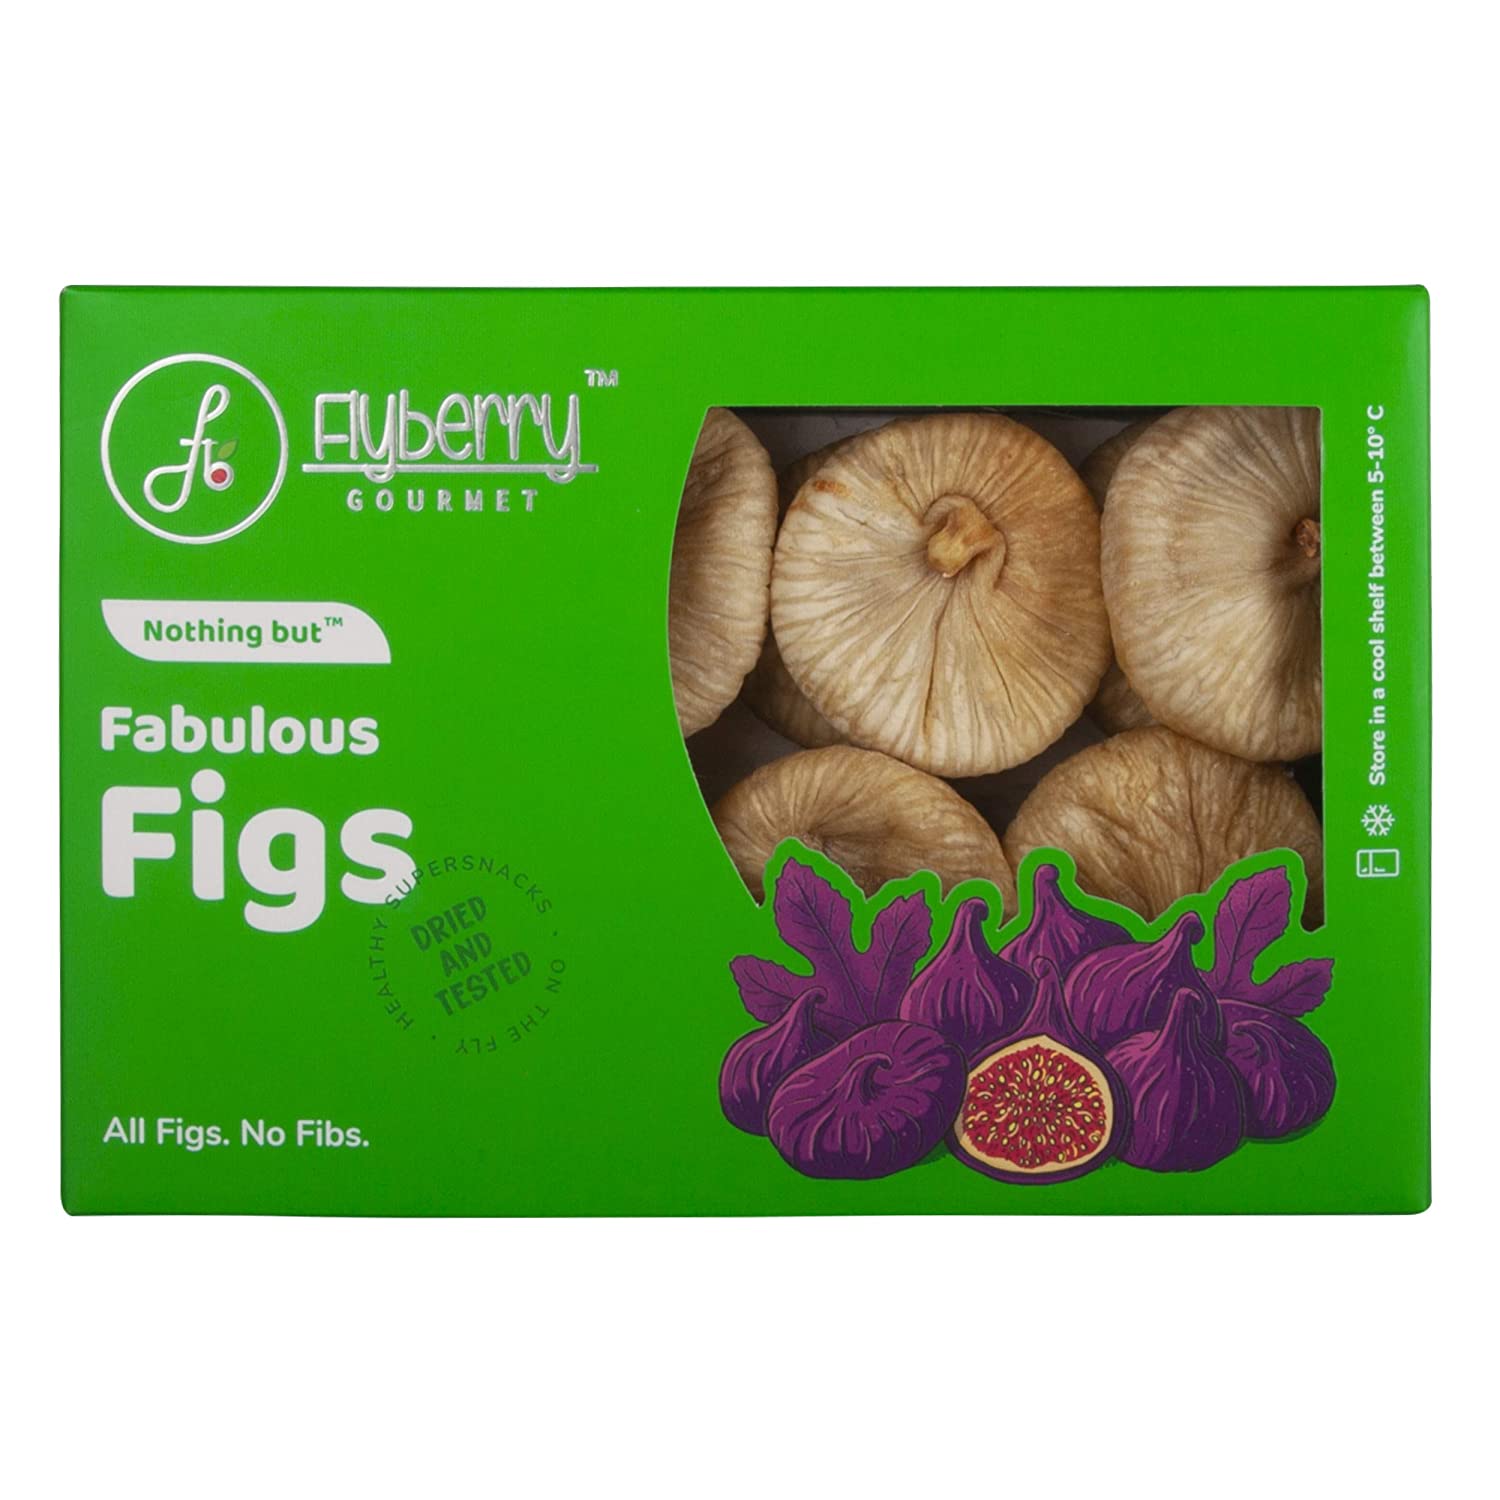 Flyberry™
GOURMET
Nothing but™
Fabulous
Figs
HEALTHY SUPERSNACKS · ON THE FLY ·
DRIED
AND
TESTED
All Figs. No Fibs.
Store in a cool shelf between 5-10° C